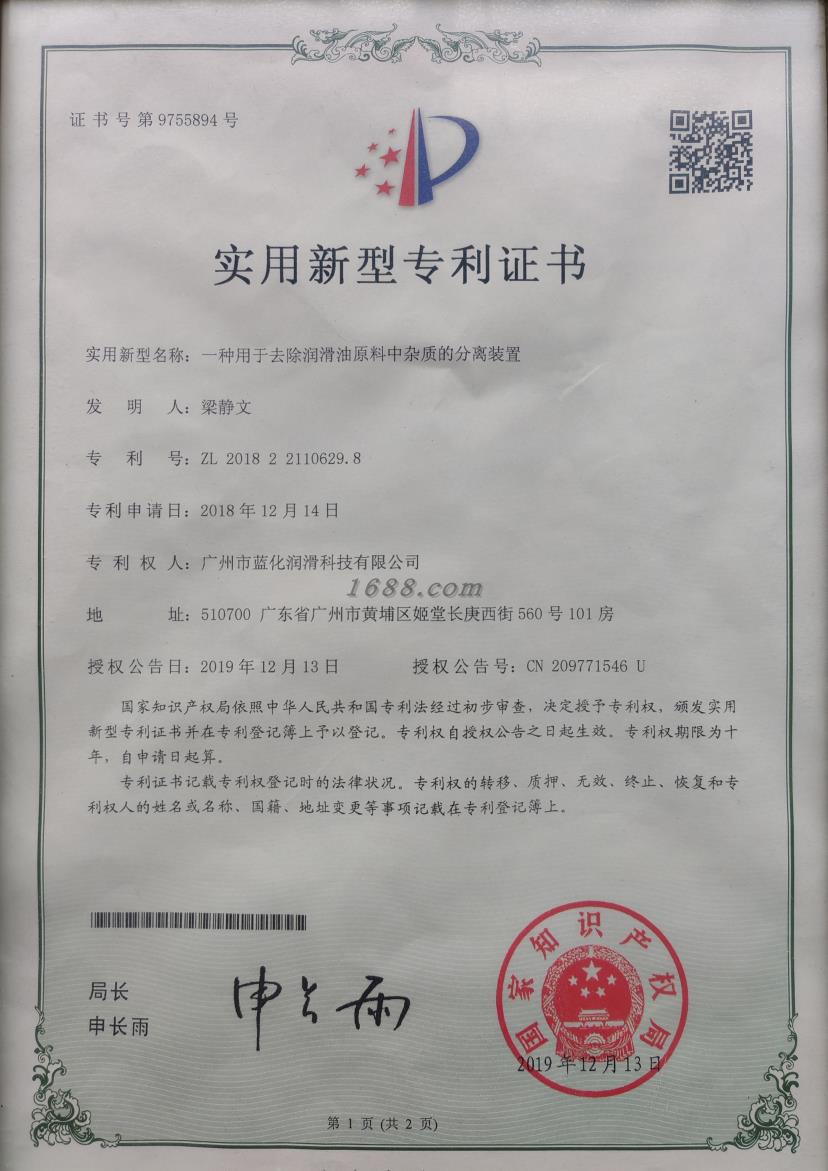 证书号第9755894号
实用新型专利证书
实用新型名称：一种用于去除润滑油原料中杂质的分离装置
发明人：梁静文
专利号：ZL 2018 2 2110629.8
专利申请日：2018年12月14日
专利权人：广州市蓝化润滑科技有限公司
1688.com
地址：510700 广东省广州市黄埔区姬堂长庚西街560号101房
授权公告日：2019年12月13日 授权公告号：CN 209771546 U
国家知识产权局依照中华人民共和国专利法经过初步审查，决定授予专利权，颁发实用
新型专利证书并在专利登记簿上予以登记。专利权自授权公告之日起生效。专利权期限为十
年，自申请日起算。
专利证书记载专利权登记时的法律状况。专利权的转移、质押、无效、终止、恢复和专
利权人的姓名或名称、国籍、地址变更等事项记载在专利登记簿上。
局长
申长雨
申长雨
国家知识产权局
2019年12月13日
第1页(共2页)